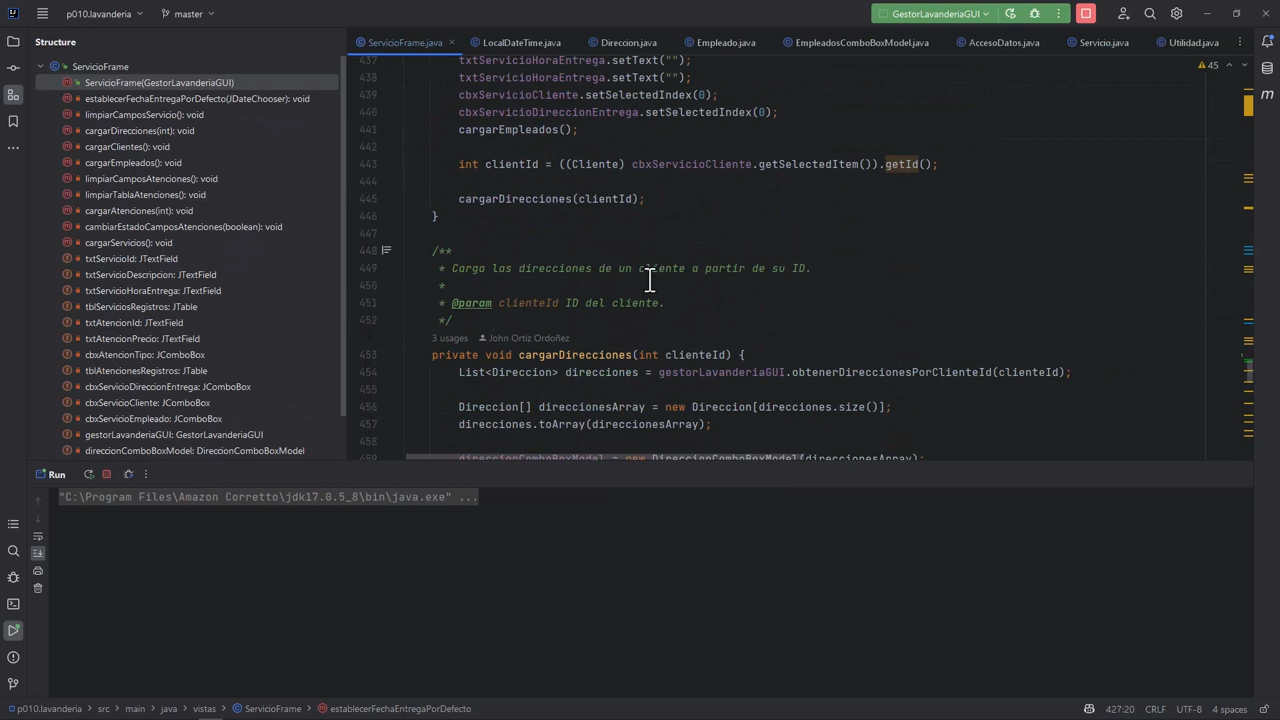 p010.lavanderia
master
GestorLavanderiaGUI
Structure
ServicioFrame.java
LocalDateTime.java
Direccion.java
Empleado.java
EmpleadosComboBoxModel.java
AccesoDatos.java
Servicio.java
Utilidad.java
ServicioFrame
ServicioFrame(GestorLavanderiaGUI)
establecerFechaEntregaPorDefecto(JDateChooser): void
limpiarCamposServicio(): void
cargarDirecciones(int): void
cargarClientes(): void
cargarEmpleados(): void
limpiarCamposAtenciones(): void
limpiarTablaAtenciones(): void
cargarAtenciones(int): void
cambiarEstadoCamposAtenciones(boolean): void
cargarServicios(): void
txtServicioId: JTextField
txtServicioDescripcion: JTextField
txtServicioHoraEntrega: JTextField
tblServiciosRegistros: JTable
txtAtencionId: JTextField
txtAtencionPrecio: JTextField
cbxAtencionTipo: JComboBox
tblAtencionesRegistros: JTable
cbxServicioDireccionEntrega: JComboBox
cbxServicioCliente: JComboBox
cbxServicioEmpleado: JComboBox
gestorLavanderiaGUI: GestorLavanderiaGUI
direccionComboBoxModel: DireccionComboBoxModel
45
437 txtServicioHoraEntrega.setText("");
438 txtServicioHoraEntrega.setText("");
439 cbxServicioCliente.setSelectedIndex(0);
440 cbxServicioDireccionEntrega.setSelectedIndex(0);
441 cargarEmpleados();
442
443 int clientId = ((Cliente) cbxServicioCliente.getSelectedItem()).getId();
444
445 cargarDirecciones(clientId);
446 }
447
448 /**
449 * Carga las direcciones de un cliente a partir de su ID.
450 *
451 * @param clienteId ID del cliente.
452 */
3 usages John Ortiz Ordoñez
453 private void cargarDirecciones(int clienteId) {
454 List<Direccion> direcciones = gestorLavanderiaGUI.obtenerDireccionesPorClienteId(clienteId);
455
456 Direccion[] direccionesArray = new Direccion[direcciones.size()];
457 direcciones.toArray(direccionesArray);
458
459 direccionComboBoxModel = new DireccionComboBoxModel(direccionesArray);
Run
"C:\Program Files\Amazon Corretto\jdk17.0.5_8\bin\java.exe" ...
p010.lavanderia > src > main > java > vistas > ServicioFrame > establecerFechaEntregaPorDefecto
427:20 CRLF UTF-8 4 spaces